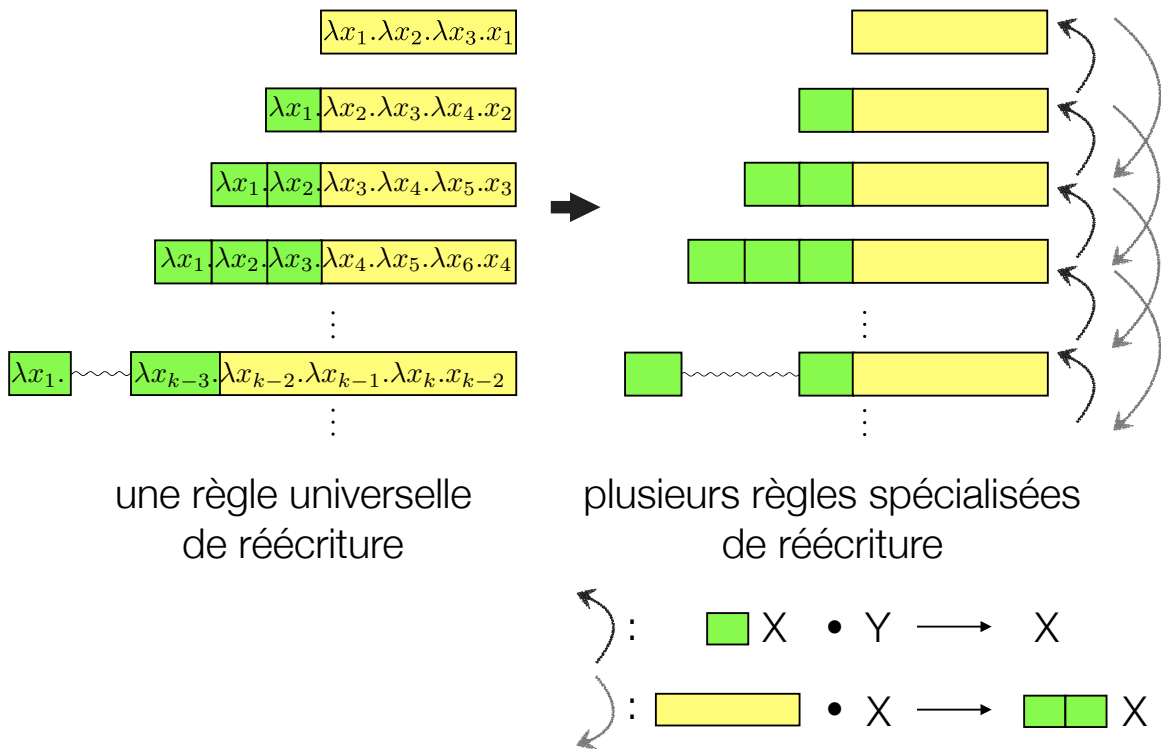 λx₁.λx₂.λx₃.x₁
λx₁.λx₂.λx₃.λx₄.x₂
λx₁.λx₂.λx₃.λx₄.λx₅.x₃
λx₁.λx₂.λx₃.λx₄.λx₅.λx₆.x₄
⋮
⋮
λx₁.
λxₖ₋₃.λxₖ₋₂.λxₖ₋₁.λxₖ.xₖ₋₂
⋮
⋮
une règle universelle
de réécriture
plusieurs règles spécialisées
de réécriture
: X • Y → X
: • X → X